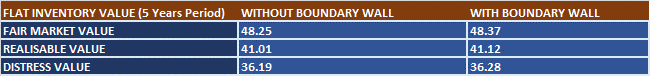 FLAT INVENTORY VALUE (5 Years Period) WITHOUT BOUNDARY WALL WITH BOUNDARY WALL
FAIR MARKET VALUE 48.25 48.37
REALISABLE VALUE 41.01 41.12
DISTRESS VALUE 36.19 36.28